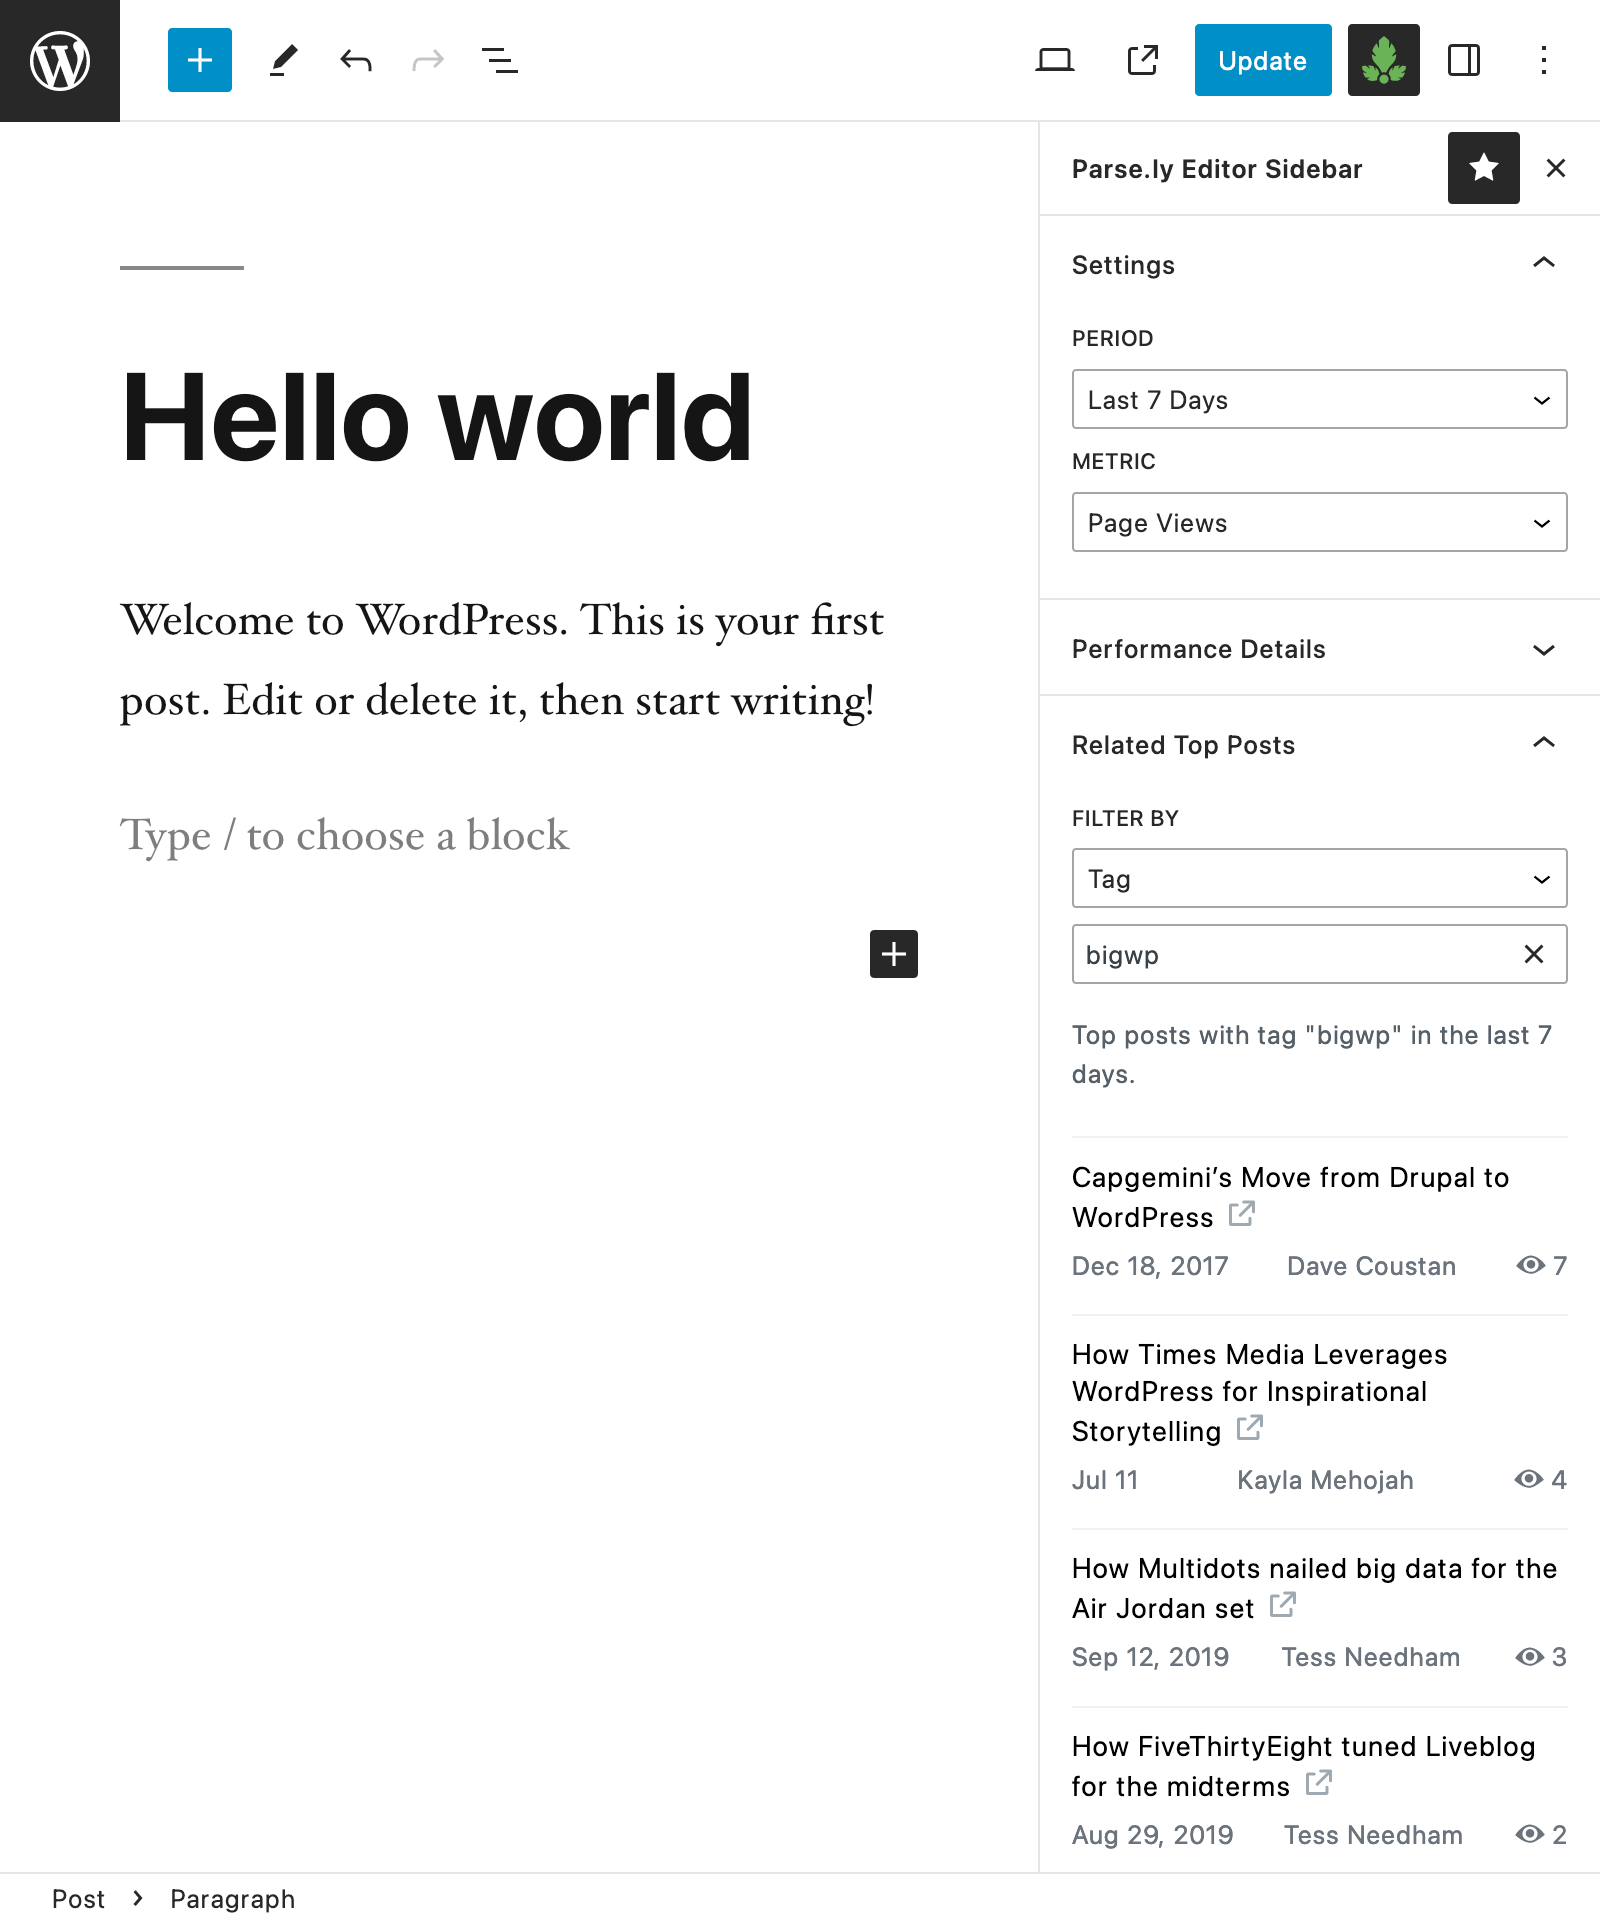 Update
Parse.ly Editor Sidebar
Settings
PERIOD
Last 7 Days
METRIC
Page Views
Performance Details
Related Top Posts
FILTER BY
Tag
bigwp
Top posts with tag "bigwp" in the last 7
days.
Capgemini’s Move from Drupal to
WordPress
Dec 18, 2017 Dave Coustan 7
How Times Media Leverages
WordPress for Inspirational
Storytelling
Jul 11 Kayla Mehojah 4
How Multidots nailed big data for the
Air Jordan set
Sep 12, 2019 Tess Needham 3
How FiveThirtyEight tuned Liveblog
for the midterms
Aug 29, 2019 Tess Needham 2
Hello world
Welcome to WordPress. This is your first
post. Edit or delete it, then start writing!
Type / to choose a block
Post › Paragraph